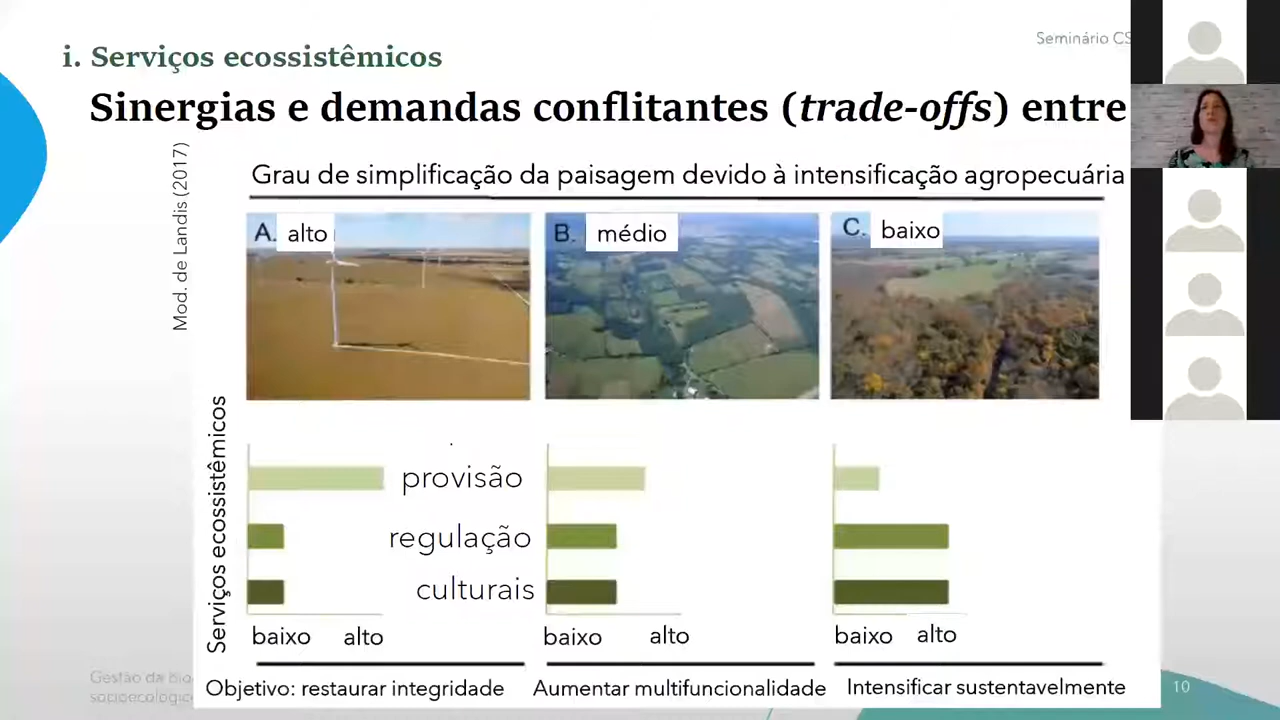 Seminário CS
i. Serviços ecossistêmicos
Sinergias e demandas conflitantes (trade-offs) entre
Mod. de Landis (2017)
Grau de simplificação da paisagem devido à intensificação agropecuária
A. alto
B. médio
C. baixo
Serviços ecossistêmicos
provisão
regulação
culturais
baixo alto
baixo alto
baixo alto
Objetivo: restaurar integridade
Aumentar multifuncionalidade
Intensificar sustentavelmente
Gestão da bio
socioecológic
10